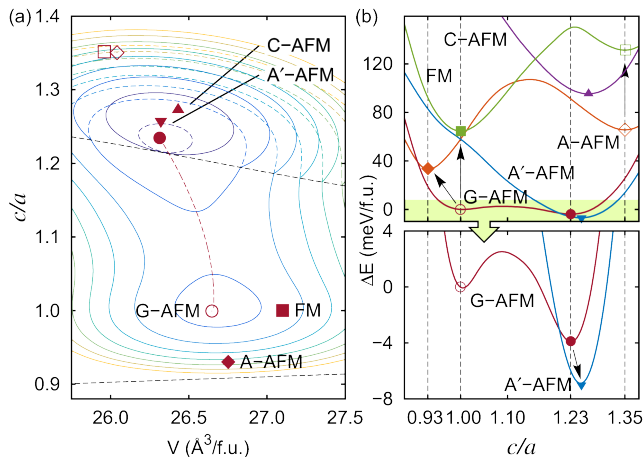 (a)
1.4
1.3
1.2
1.1
1.0
0.9
c/a
C−AFM
A′−AFM
G−AFM
FM
A−AFM
26.0
26.5
27.0
27.5
V (Å³/f.u.)
(b)
120
80
40
0
FM
C−AFM
A−AFM
A′−AFM
G−AFM
ΔE (meV/f.u.)
0
−4
−8
G−AFM
A′−AFM
0.93
1.00
1.10
1.23
1.35
c/a